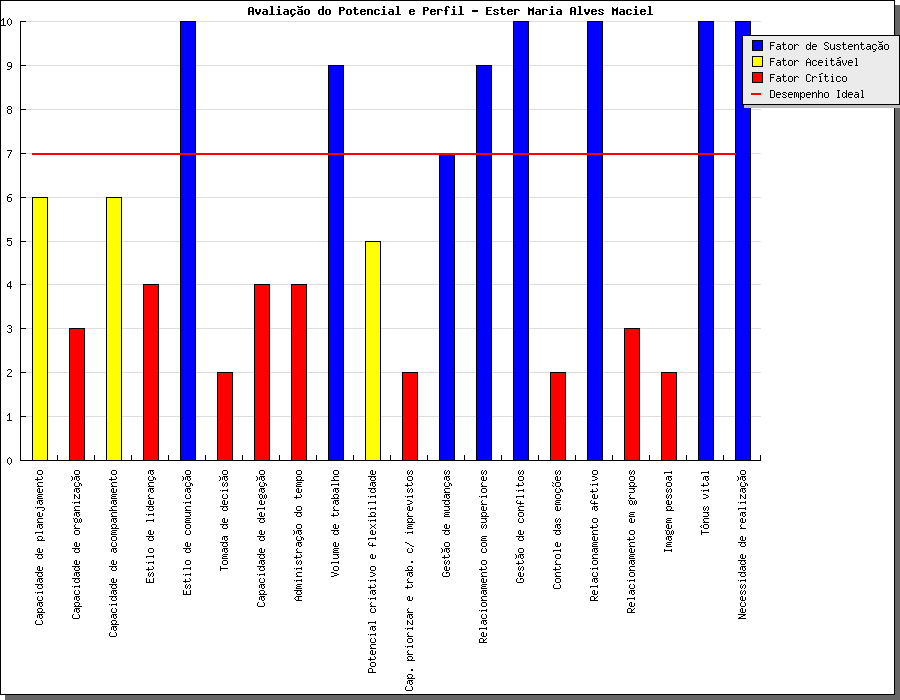 Avaliação do Potencial e Perfil - Ester Maria Alves Maciel
Fator de Sustentação
Fator Aceitável
Fator Crítico
Desempenho Ideal
10
9
8
7
6
5
4
3
2
1
0
Capacidade de planejamento
Capacidade de organização
Capacidade de acompanhamento
Estilo de liderança
Estilo de comunicação
Tomada de decisão
Capacidade de delegação
Administração do tempo
Volume de trabalho
Potencial criativo e flexibilidade
Cap. priorizar e trab. c/ imprevistos
Gestão de mudanças
Relacionamento com superiores
Gestão de conflitos
Controle das emoções
Relacionamento afetivo
Relacionamento em grupos
Imagem pessoal
Tônus vital
Necessidade de realização